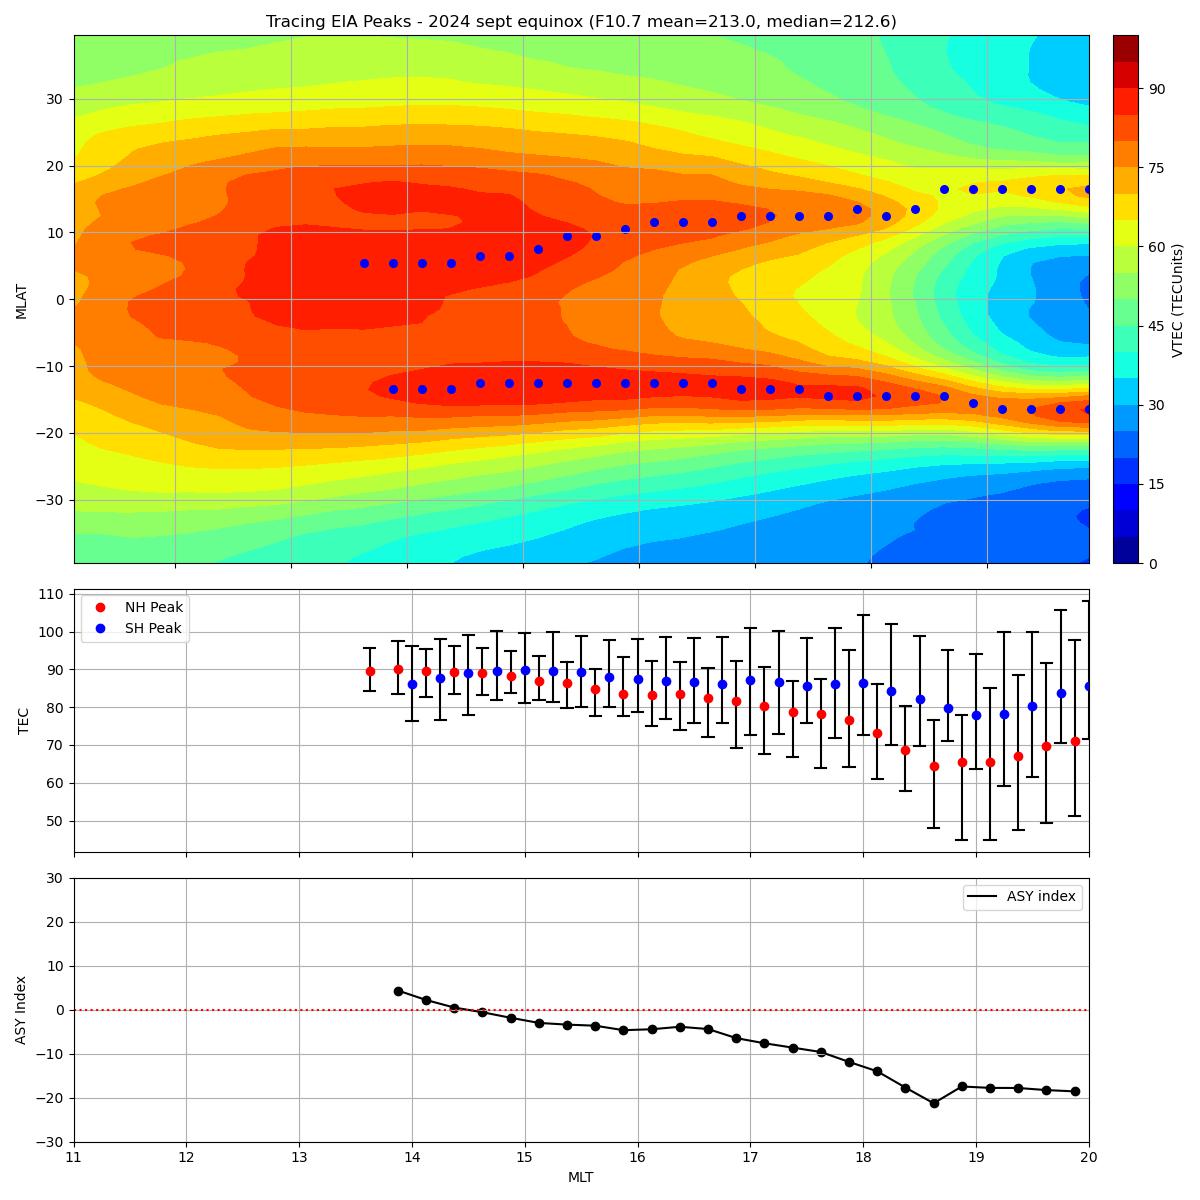 Tracing EIA Peaks - 2024 sept equinox (F10.7 mean=213.0, median=212.6)
30
20
10
0
−10
−20
−30
MLAT
90
75
60
45
30
15
0
VTEC (TECUnits)
110
100
90
80
70
60
50
TEC
NH Peak
SH Peak
30
20
10
0
−10
−20
−30
ASY Index
ASY index
11 12 13 14 15 16 17 18 19 20
MLT